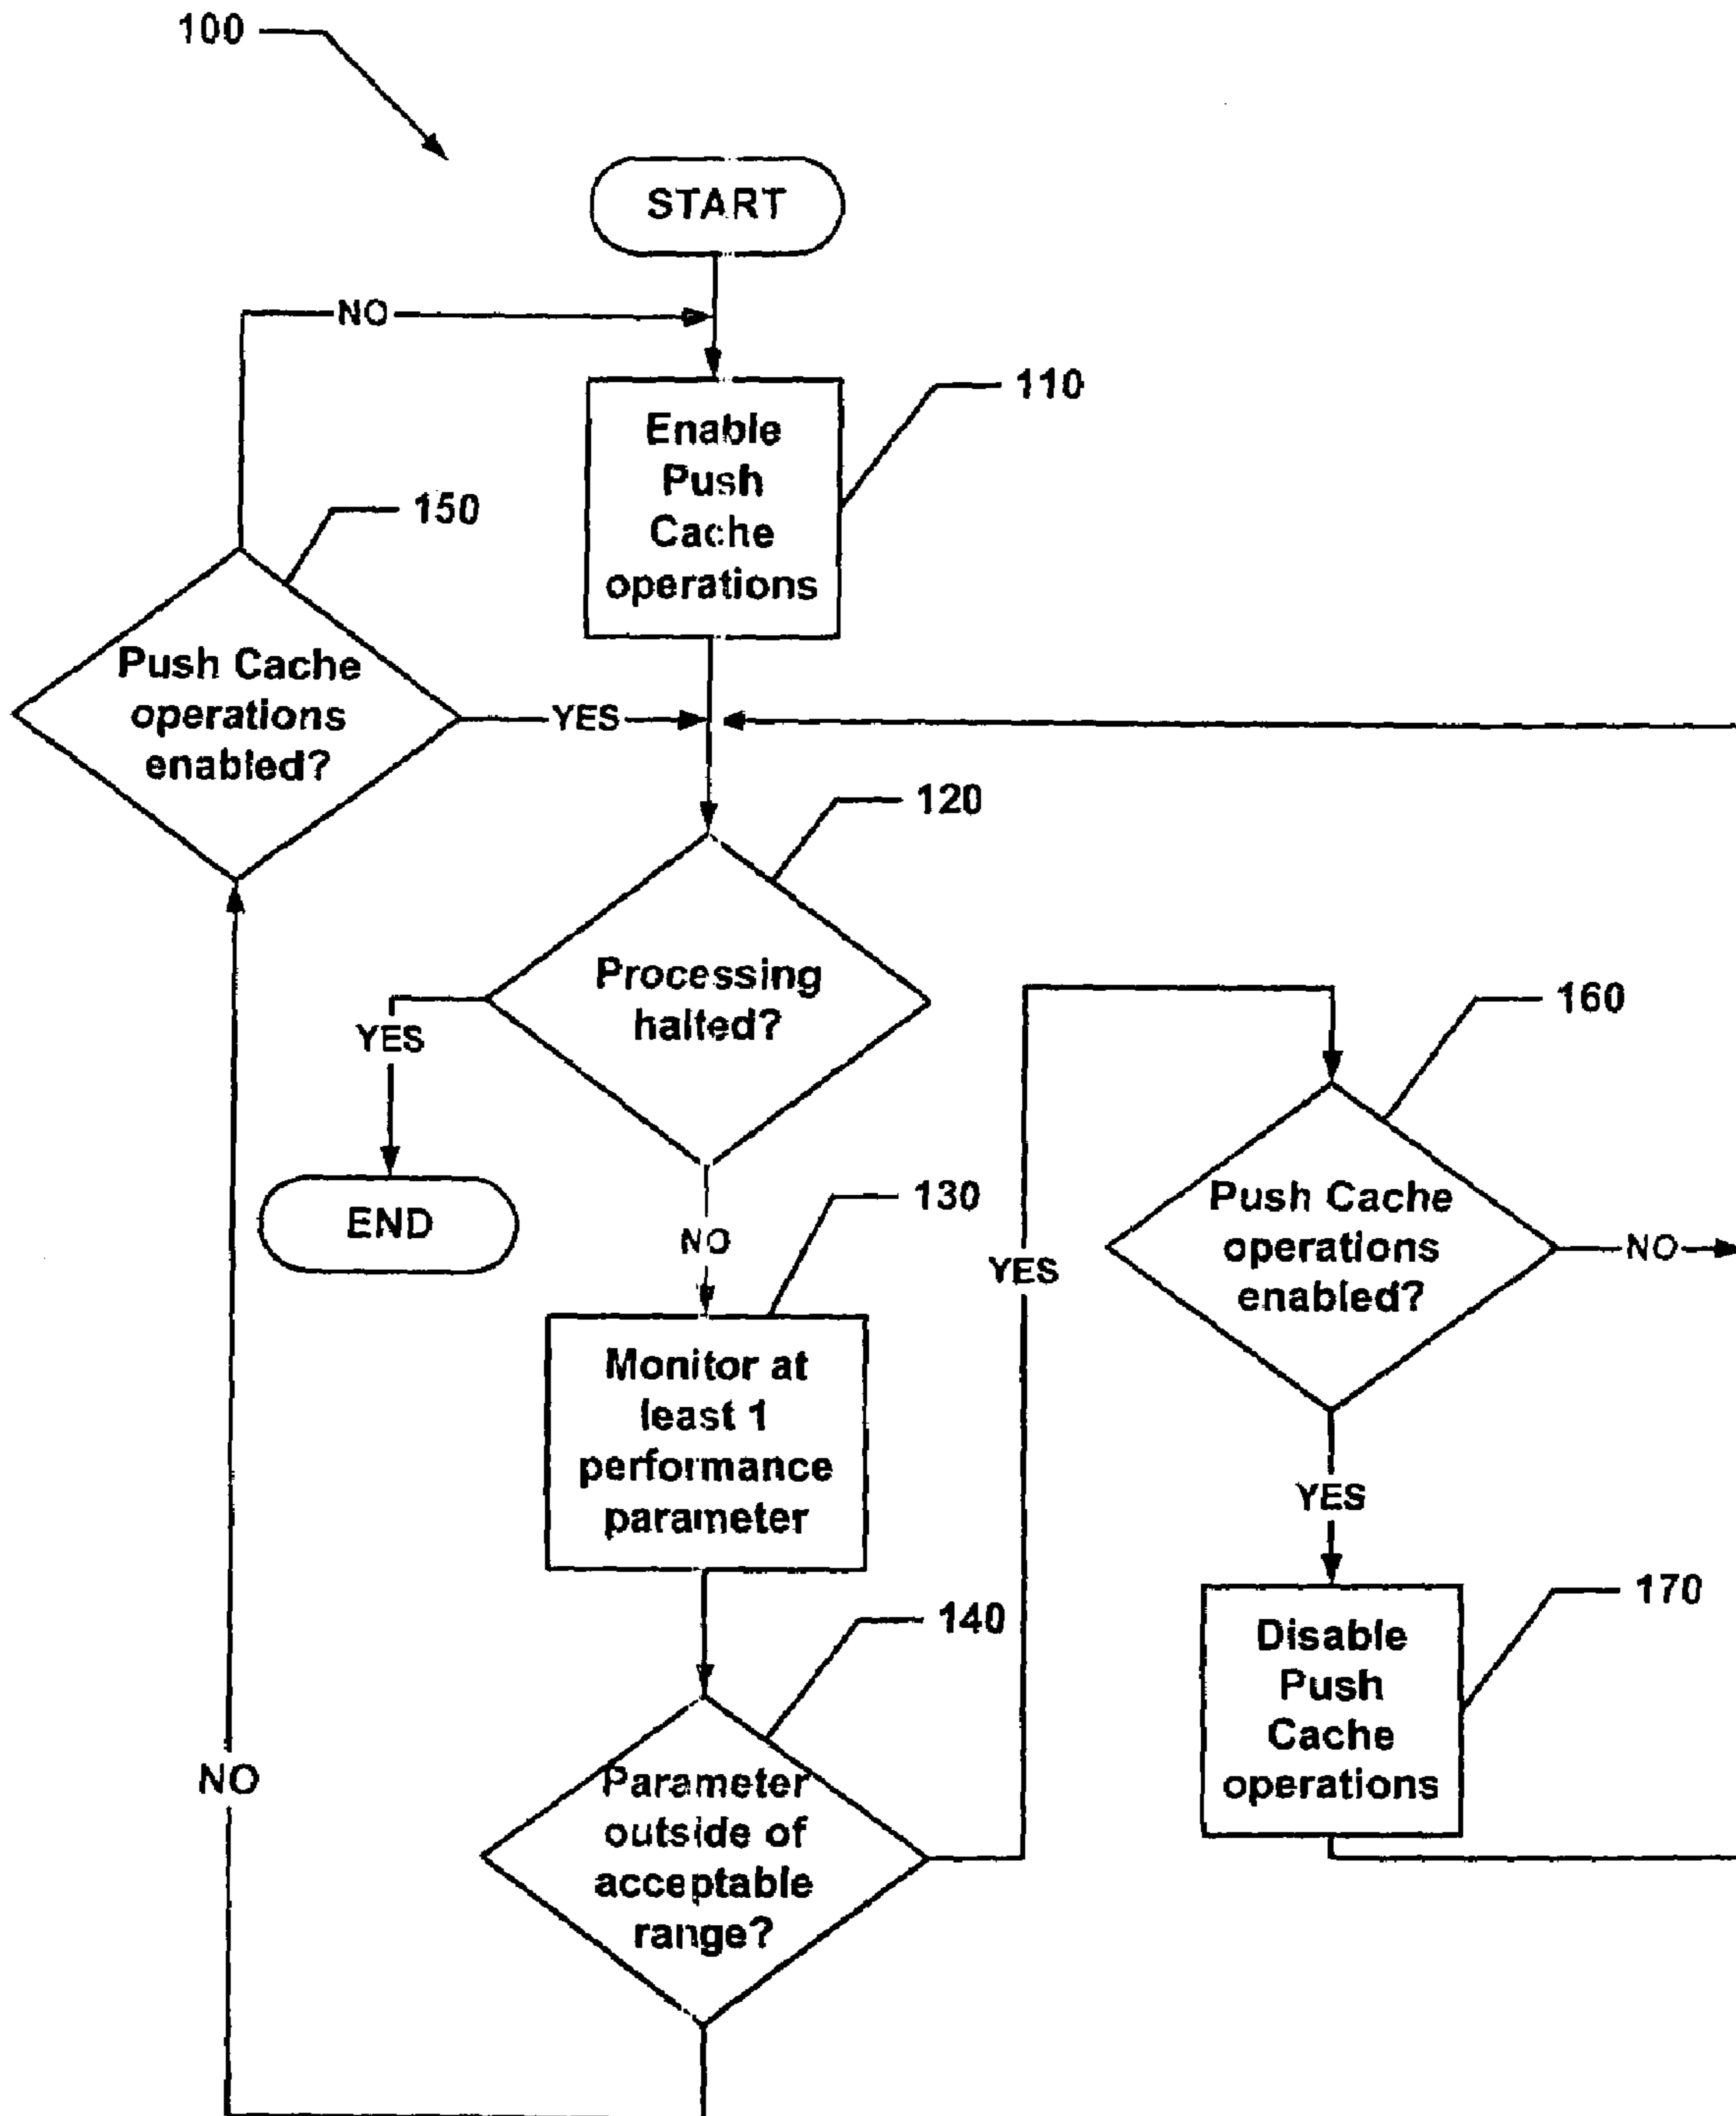 100
START
NO
110
Enable
Push
Cache
operations
150
Push Cache
operations
enabled?
YES
120
Processing
halted?
YES
END
NO
130
Monitor at
least 1
performance
parameter
140
Parameter
outside of
acceptable
range?
NO
YES
160
Push Cache
operations
enabled?
NO
YES
170
Disable
Push
Cache
operations